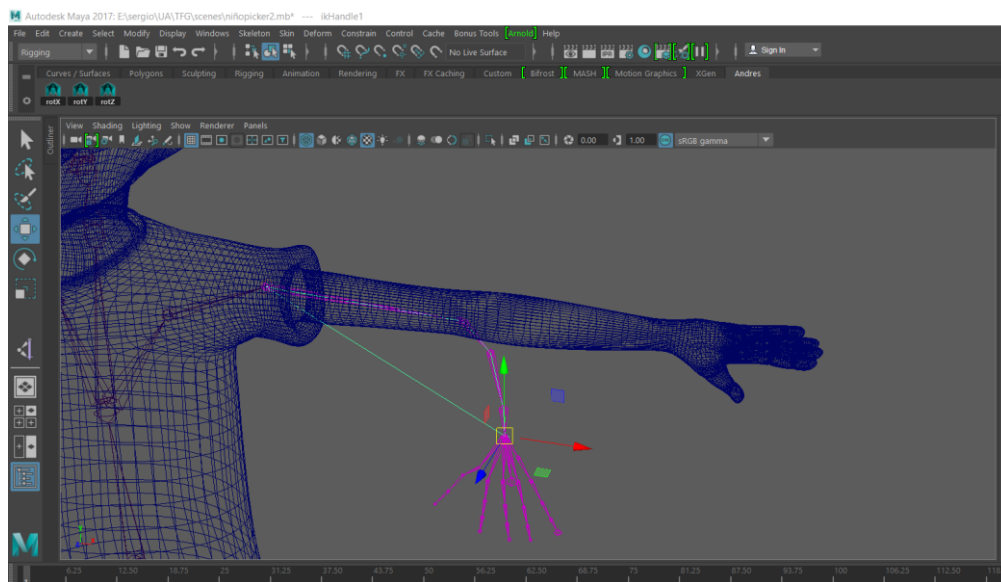 Autodesk Maya 2017: E:\sergio\UA\TFG\scenes\niñopicker2.mb* --- ikHandle1
File Edit Create Select Modify Display Windows Skeleton Skin Deform Constrain Control Cache Bonus Tools [Arnold] Help
Rigging No Live Surface Sign In
Curves / Surfaces Polygons Sculpting Rigging Animation Rendering FX FX Caching Custom Bifrost MASH Motion Graphics XGen Andres
rotX rotY rotZ
View Shading Lighting Show Renderer Panels
0.00 1.00 sRGB gamma
Outliner
6.25 12.50 18.75 25 31.25 37.50 43.75 50 56.25 62.50 68.75 75 81.25 87.50 93.75 100 106.25 112.50